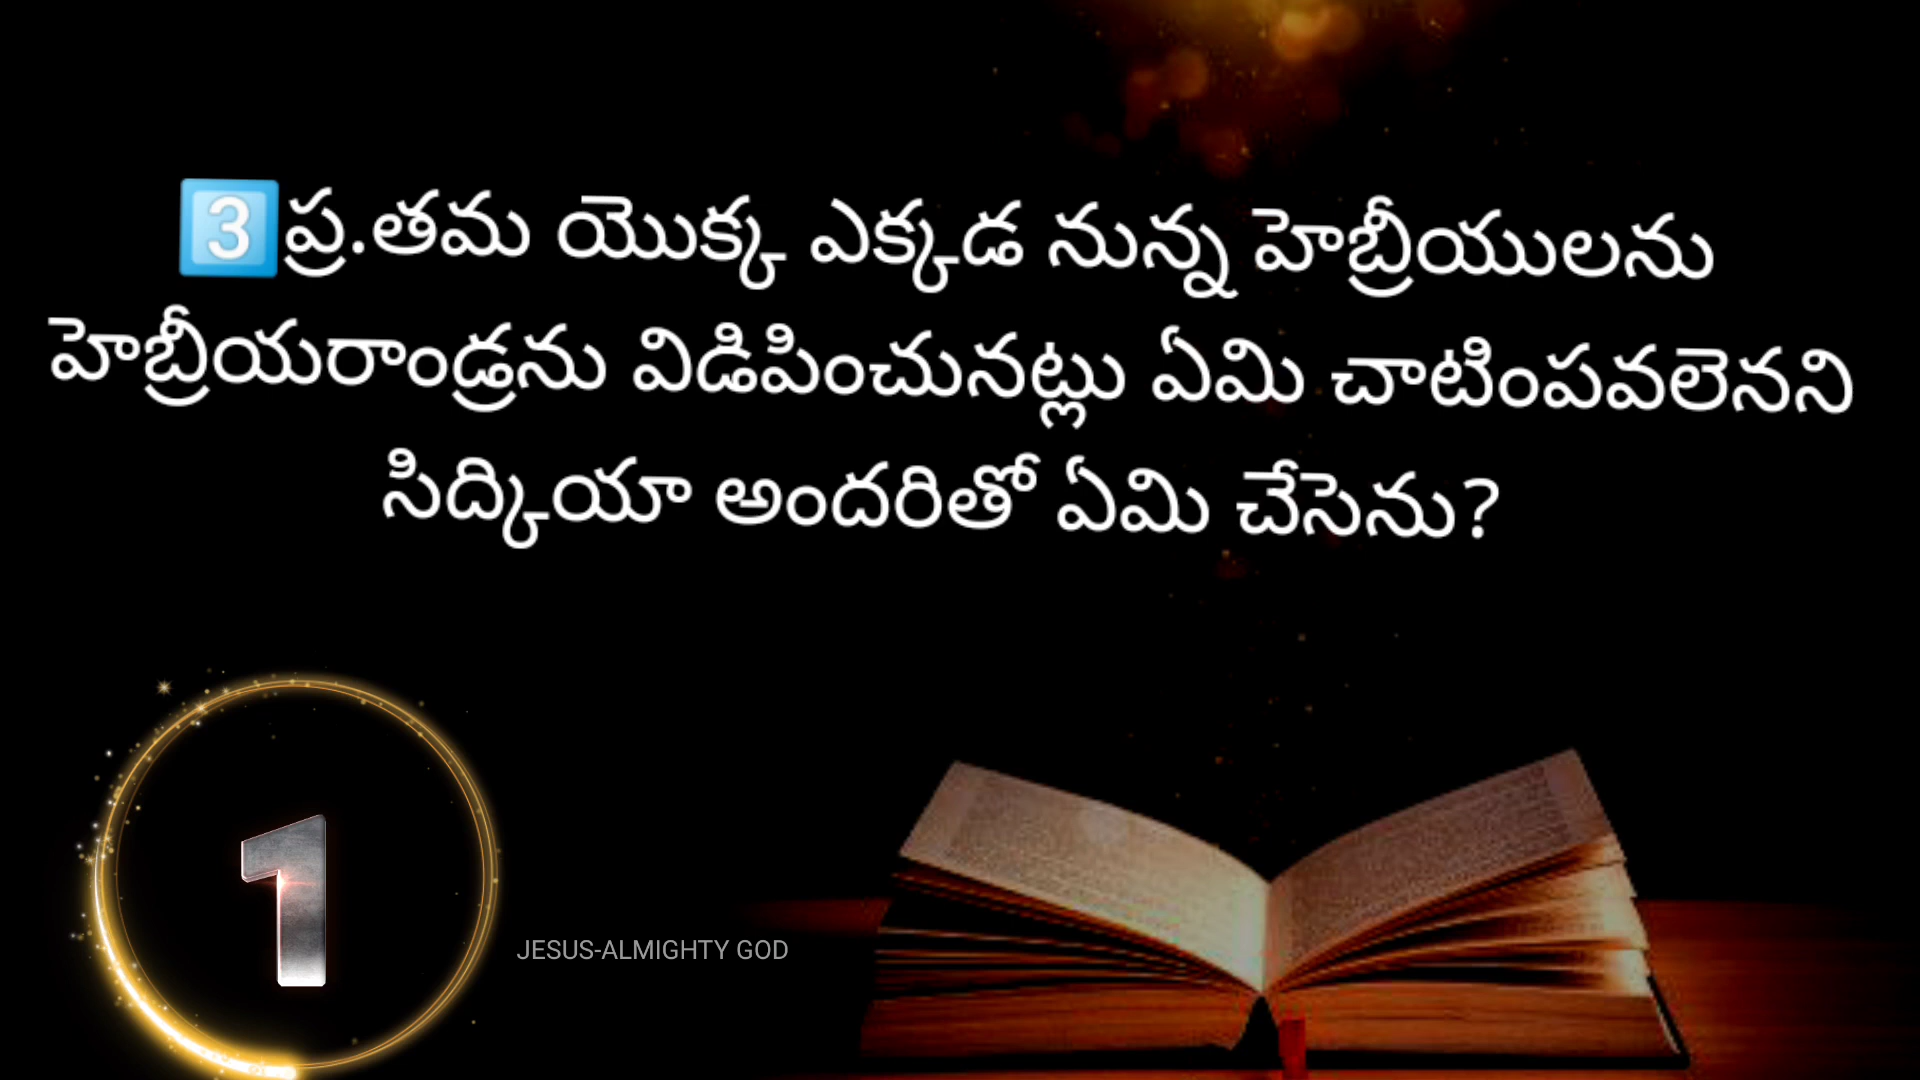 3️⃣ప్ర.తమ యొక్క ఎక్కడ నున్న హెబ్రీయులను
హెబ్రీయరాండ్రను విడిపించునట్లు ఏమి చాటింపవలెనని
సిద్కియా అందరితో ఏమి చేసెను?
1
JESUS-ALMIGHTY GOD